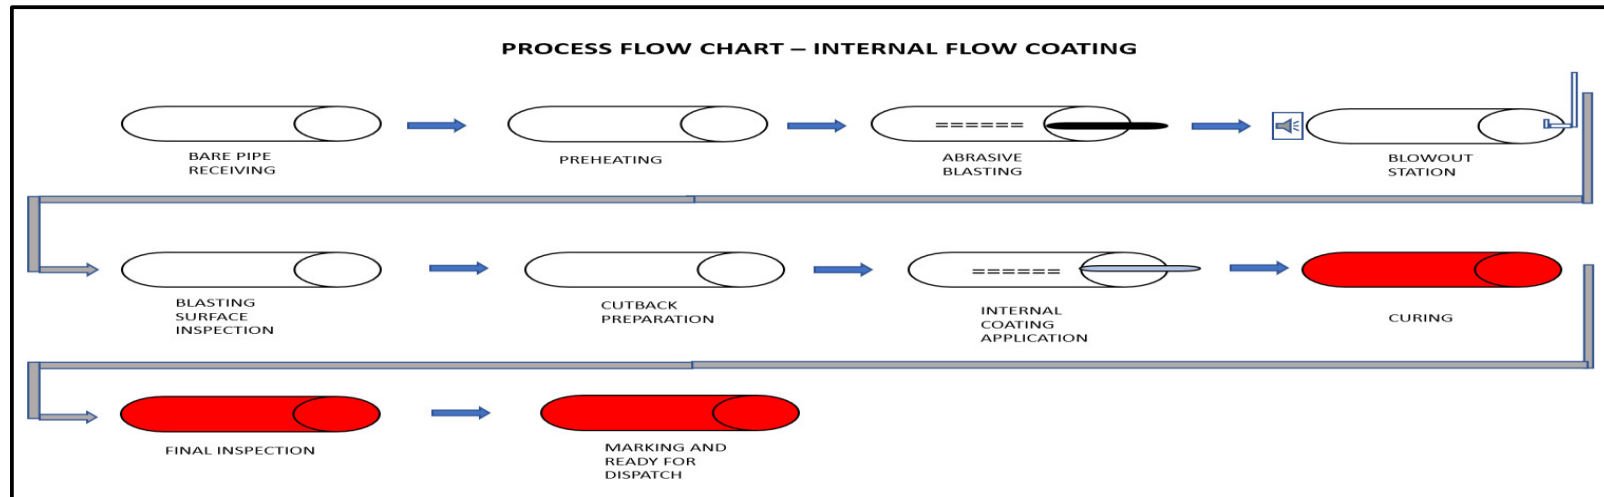 PROCESS FLOW CHART – INTERNAL FLOW COATING
BARE PIPE
RECEIVING
PREHEATING
ABRASIVE
BLASTING
BLOWOUT
STATION
BLASTING
SURFACE
INSPECTION
CUTBACK
PREPARATION
INTERNAL
COATING
APPLICATION
CURING
FINAL INSPECTION
MARKING AND
READY FOR
DISPATCH